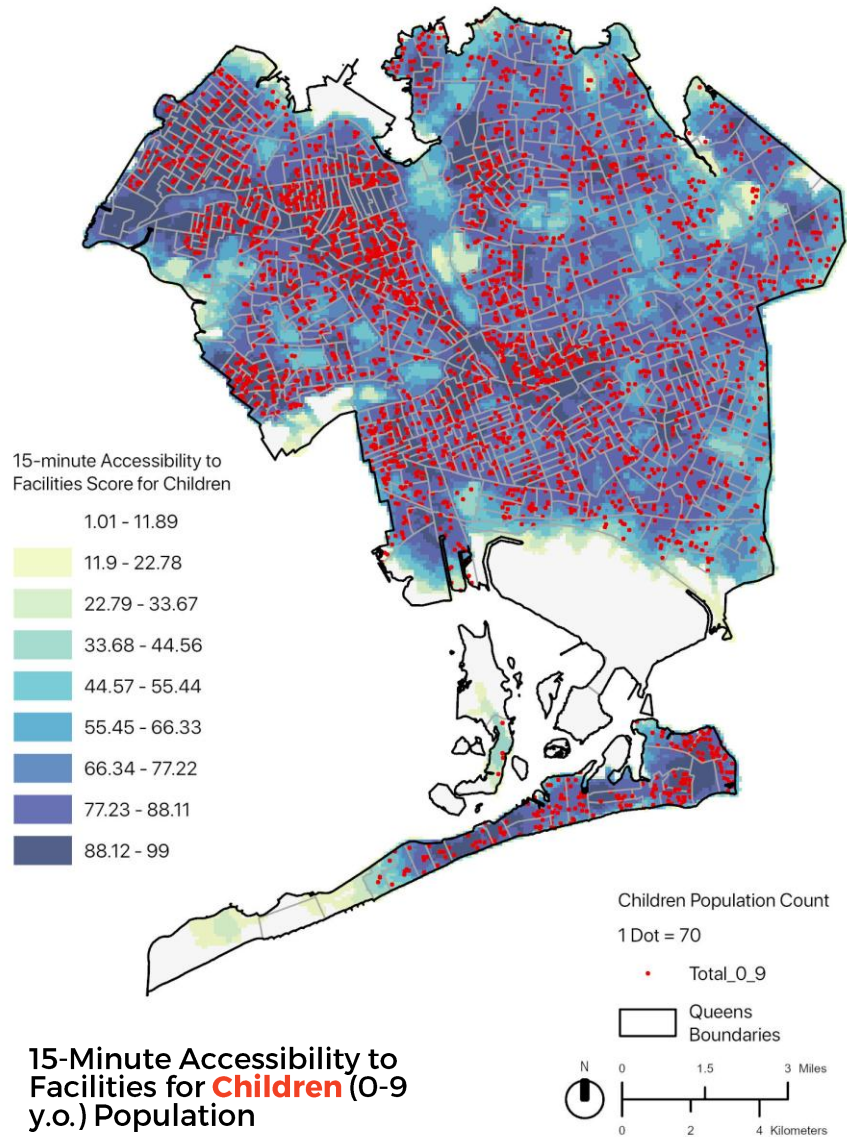 15-minute Accessibility to
Facilities Score for Children
1.01 - 11.89
11.9 - 22.78
22.79 - 33.67
33.68 - 44.56
44.57 - 55.44
55.45 - 66.33
66.34 - 77.22
77.23 - 88.11
88.12 - 99
Children Population Count
1 Dot = 70
Total_0_9
Queens
Boundaries
15-Minute Accessibility to
Facilities for Children (0-9
y.o.) Population
N
0 1.5 3 Miles
0 2 4 Kilometers